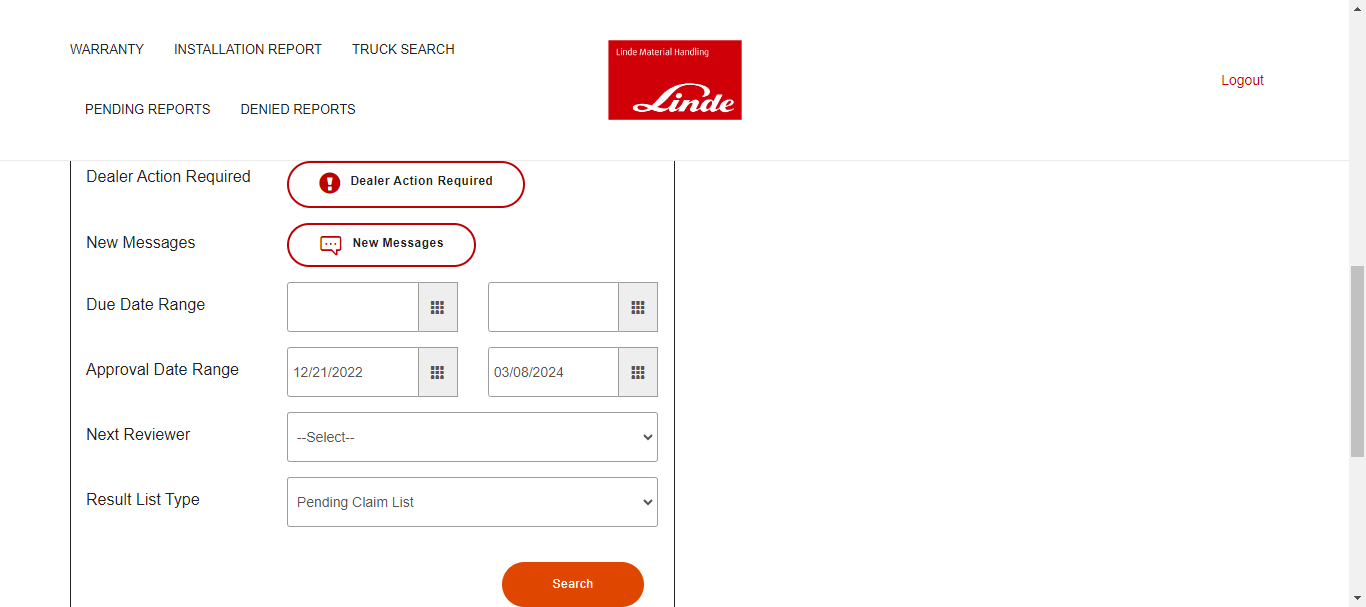 WARRANTY INSTALLATION REPORT TRUCK SEARCH
PENDING REPORTS DENIED REPORTS
Linde Material Handling
Linde
Logout
Dealer Action Required
Dealer Action Required
New Messages
New Messages
Due Date Range
Approval Date Range
12/21/2022
03/08/2024
Next Reviewer
--Select--
Result List Type
Pending Claim List
Search